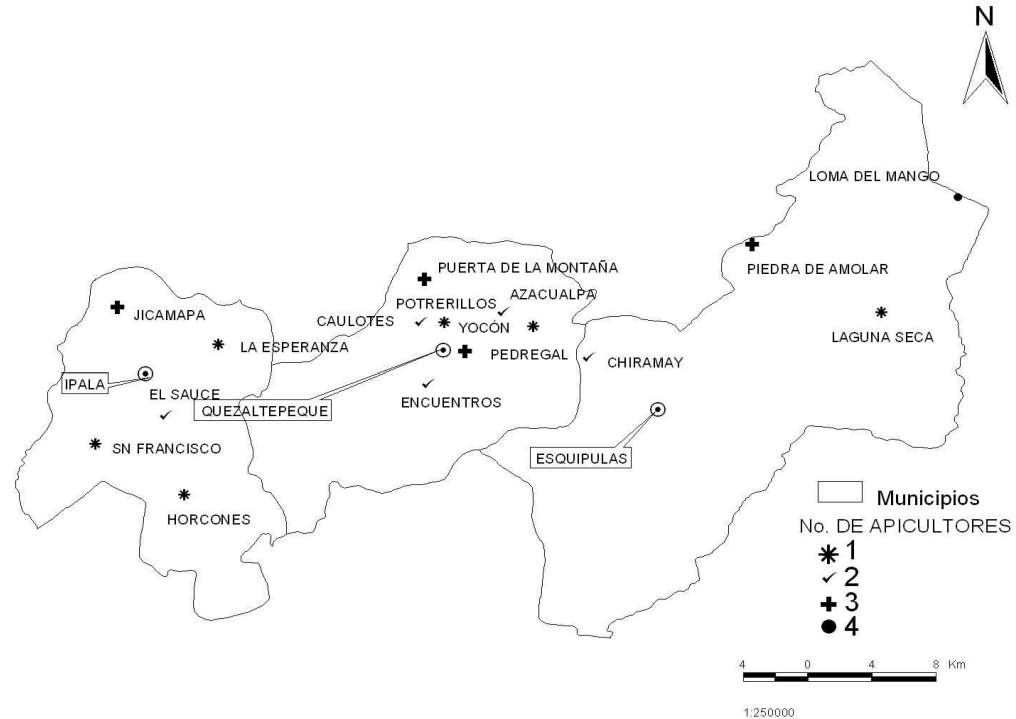 N
LOMA DEL MANGO
PUERTA DE LA MONTAÑA
PIEDRA DE AMOLAR
AZACUALPA
POTRERILLOS
JICAMAPA
CAULOTES
YOCÓN
LAGUNA SECA
LA ESPERANZA
PEDREGAL
CHIRAMAY
IPALA
EL SAUCE
QUEZALTEPEQUE
ENCUENTROS
SN FRANCISCO
ESQUIPULAS
HORCONES
Municipios
No. DE APICULTORES
1
2
3
4
4 0 4 8 Km
1:250000